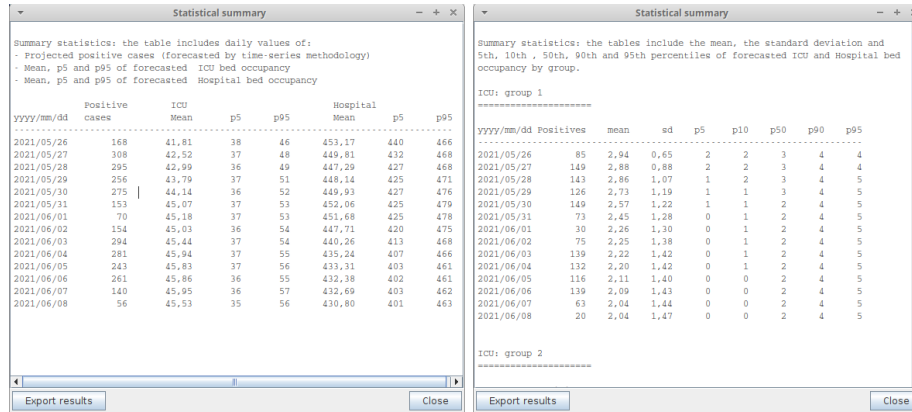 Statistical summary
Summary statistics: the table includes daily values of:
- Projected positive cases (forecasted by time-series methodology)
- Mean, p5 and p95 of forecasted ICU bed occupancy
- Mean, p5 and p95 of forecasted Hospital bed occupancy
Positive ICU Hospital
yyyy/mm/dd cases Mean p5 p95 Mean p5 p95
2021/05/26 168 41,81 38 46 453,17 440 466
2021/05/27 308 42,52 37 48 449,81 432 468
2021/05/28 295 42,99 36 49 447,29 427 468
2021/05/29 256 43,79 37 51 448,14 425 471
2021/05/30 275 44,14 36 52 449,93 427 476
2021/05/31 153 45,07 37 53 452,06 425 479
2021/06/01 70 45,18 37 53 451,68 425 478
2021/06/02 154 45,03 36 54 447,71 420 475
2021/06/03 294 45,44 37 54 440,26 413 468
2021/06/04 281 45,94 37 55 435,24 407 466
2021/06/05 243 45,83 37 56 433,31 403 461
2021/06/06 261 45,86 36 55 432,38 402 461
2021/06/07 140 45,95 36 57 432,69 403 462
2021/06/08 56 45,53 35 56 430,80 401 463
Export results
Close
Statistical summary
Summary statistics: the tables include the mean, the standard deviation and
5th, 10th , 50th, 90th and 95th percentiles of forecasted ICU and Hospital bed
occupancy by group.
ICU: group 1
=====================
yyyy/mm/dd Positives mean sd p5 p10 p50 p90 p95
2021/05/26 85 2,94 0,65 2 2 3 4 4
2021/05/27 149 2,88 0,88 2 2 3 4 4
2021/05/28 143 2,86 1,07 1 2 3 4 5
2021/05/29 126 2,73 1,19 1 1 3 4 5
2021/05/30 149 2,57 1,22 1 1 2 4 5
2021/05/31 73 2,45 1,28 0 1 2 4 5
2021/06/01 30 2,26 1,30 0 1 2 4 5
2021/06/02 75 2,25 1,38 0 1 2 4 5
2021/06/03 139 2,22 1,42 0 1 2 4 5
2021/06/04 132 2,20 1,42 0 1 2 4 5
2021/06/05 116 2,11 1,40 0 0 2 4 5
2021/06/06 139 2,09 1,43 0 0 2 4 5
2021/06/07 63 2,04 1,44 0 0 2 4 5
2021/06/08 20 2,04 1,47 0 0 2 4 5
ICU: group 2
=====================
Export results
Close